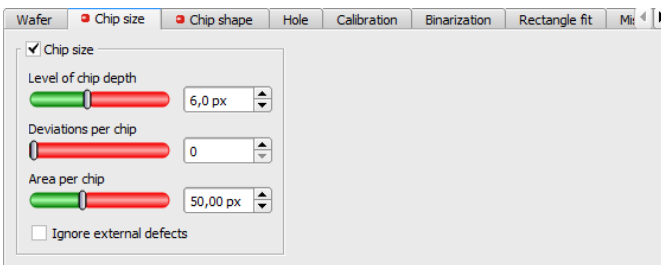 Wafer Chip size Chip shape Hole Calibration Binarization Rectangle fit
Chip size
Level of chip depth
6,0 px
Deviations per chip
0
Area per chip
50,00 px
Ignore external defects